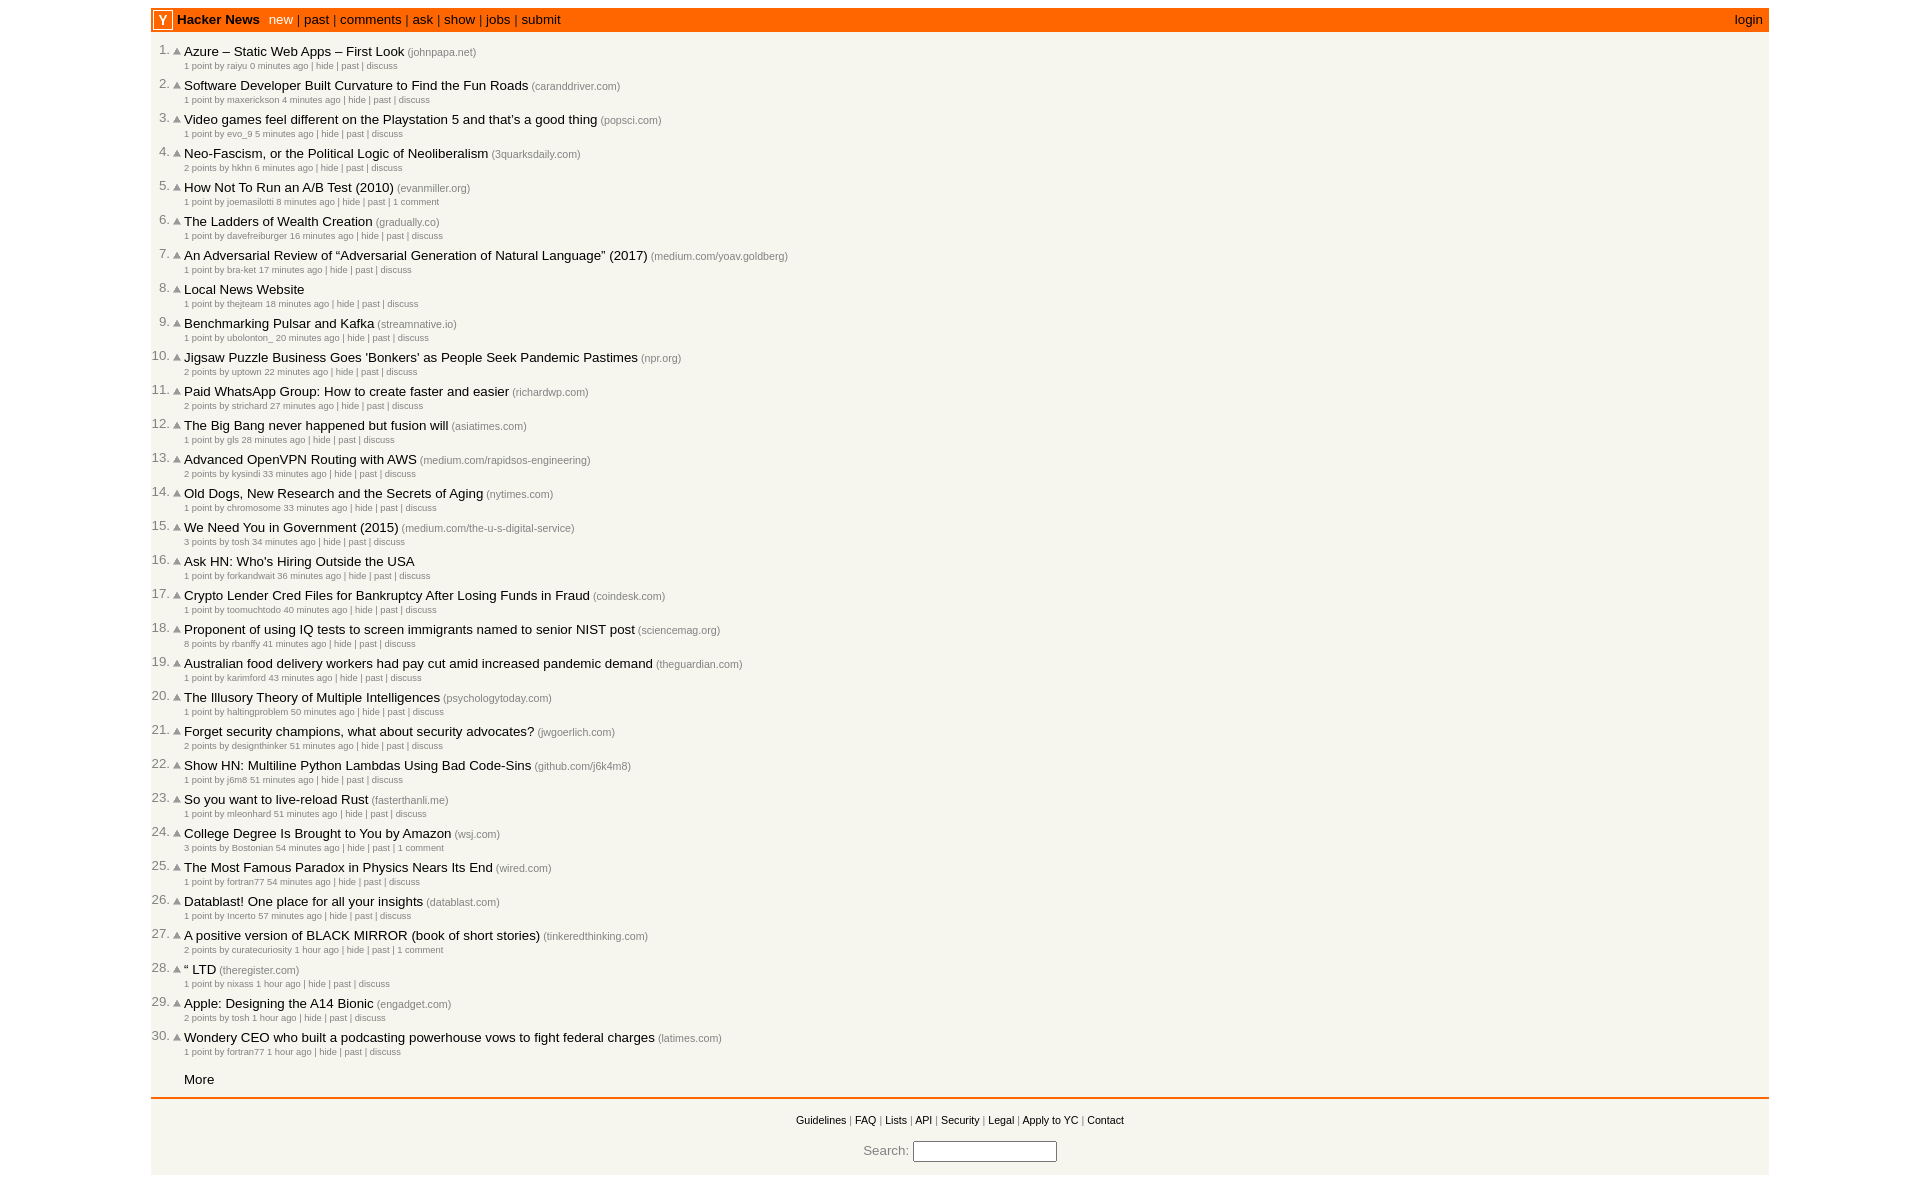 Y Hacker News new | past | comments | ask | show | jobs | submit login
1. Azure – Static Web Apps – First Look (johnpapa.net)
1 point by raiyu 0 minutes ago | hide | past | discuss
2. Software Developer Built Curvature to Find the Fun Roads (caranddriver.com)
1 point by maxerickson 4 minutes ago | hide | past | discuss
3. Video games feel different on the Playstation 5 and that's a good thing (popsci.com)
1 point by evo_9 5 minutes ago | hide | past | discuss
4. Neo-Fascism, or the Political Logic of Neoliberalism (3quarksdaily.com)
2 points by hkhn 6 minutes ago | hide | past | discuss
5. How Not To Run an A/B Test (2010) (evanmiller.org)
1 point by joemasilotti 8 minutes ago | hide | past | 1 comment
6. The Ladders of Wealth Creation (gradually.co)
1 point by davefreiburger 16 minutes ago | hide | past | discuss
7. An Adversarial Review of “Adversarial Generation of Natural Language” (2017) (medium.com/yoav.goldberg)
1 point by bra-ket 17 minutes ago | hide | past | discuss
8. Local News Website
1 point by thejteam 18 minutes ago | hide | past | discuss
9. Benchmarking Pulsar and Kafka (streamnative.io)
1 point by ubolonton_ 20 minutes ago | hide | past | discuss
10. Jigsaw Puzzle Business Goes 'Bonkers' as People Seek Pandemic Pastimes (npr.org)
2 points by uptown 22 minutes ago | hide | past | discuss
11. Paid WhatsApp Group: How to create faster and easier (richardwp.com)
2 points by strichard 27 minutes ago | hide | past | discuss
12. The Big Bang never happened but fusion will (asiatimes.com)
1 point by gls 28 minutes ago | hide | past | discuss
13. Advanced OpenVPN Routing with AWS (medium.com/rapidsos-engineering)
2 points by kysindi 33 minutes ago | hide | past | discuss
14. Old Dogs, New Research and the Secrets of Aging (nytimes.com)
1 point by chromosome 33 minutes ago | hide | past | discuss
15. We Need You in Government (2015) (medium.com/the-u-s-digital-service)
3 points by tosh 34 minutes ago | hide | past | discuss
16. Ask HN: Who's Hiring Outside the USA
1 point by forkandwait 36 minutes ago | hide | past | discuss
17. Crypto Lender Cred Files for Bankruptcy After Losing Funds in Fraud (coindesk.com)
1 point by toomuchtodo 40 minutes ago | hide | past | discuss
18. Proponent of using IQ tests to screen immigrants named to senior NIST post (sciencemag.org)
8 points by rbanffy 41 minutes ago | hide | past | discuss
19. Australian food delivery workers had pay cut amid increased pandemic demand (theguardian.com)
1 point by karimford 43 minutes ago | hide | past | discuss
20. The Illusory Theory of Multiple Intelligences (psychologytoday.com)
1 point by haltingproblem 50 minutes ago | hide | past | discuss
21. Forget security champions, what about security advocates? (jwgoerlich.com)
2 points by designthinker 51 minutes ago | hide | past | discuss
22. Show HN: Multiline Python Lambdas Using Bad Code-Sins (github.com/j6k4m8)
1 point by j6m8 51 minutes ago | hide | past | discuss
23. So you want to live-reload Rust (fasterthanli.me)
1 point by mleonhard 51 minutes ago | hide | past | discuss
24. College Degree Is Brought to You by Amazon (wsj.com)
3 points by Bostonian 54 minutes ago | hide | past | 1 comment
25. The Most Famous Paradox in Physics Nears Its End (wired.com)
1 point by fortran77 54 minutes ago | hide | past | discuss
26. Datablast! One place for all your insights (datablast.com)
1 point by Incerto 57 minutes ago | hide | past | discuss
27. A positive version of BLACK MIRROR (book of short stories) (tinkeredthinking.com)
2 points by curatecuriosity 1 hour ago | hide | past | 1 comment
28. “ LTD (theregister.com)
1 point by nixass 1 hour ago | hide | past | discuss
29. Apple: Designing the A14 Bionic (engadget.com)
2 points by tosh 1 hour ago | hide | past | discuss
30. Wondery CEO who built a podcasting powerhouse vows to fight federal charges (latimes.com)
1 point by fortran77 1 hour ago | hide | past | discuss
More
Guidelines | FAQ | Lists | API | Security | Legal | Apply to YC | Contact
Search: